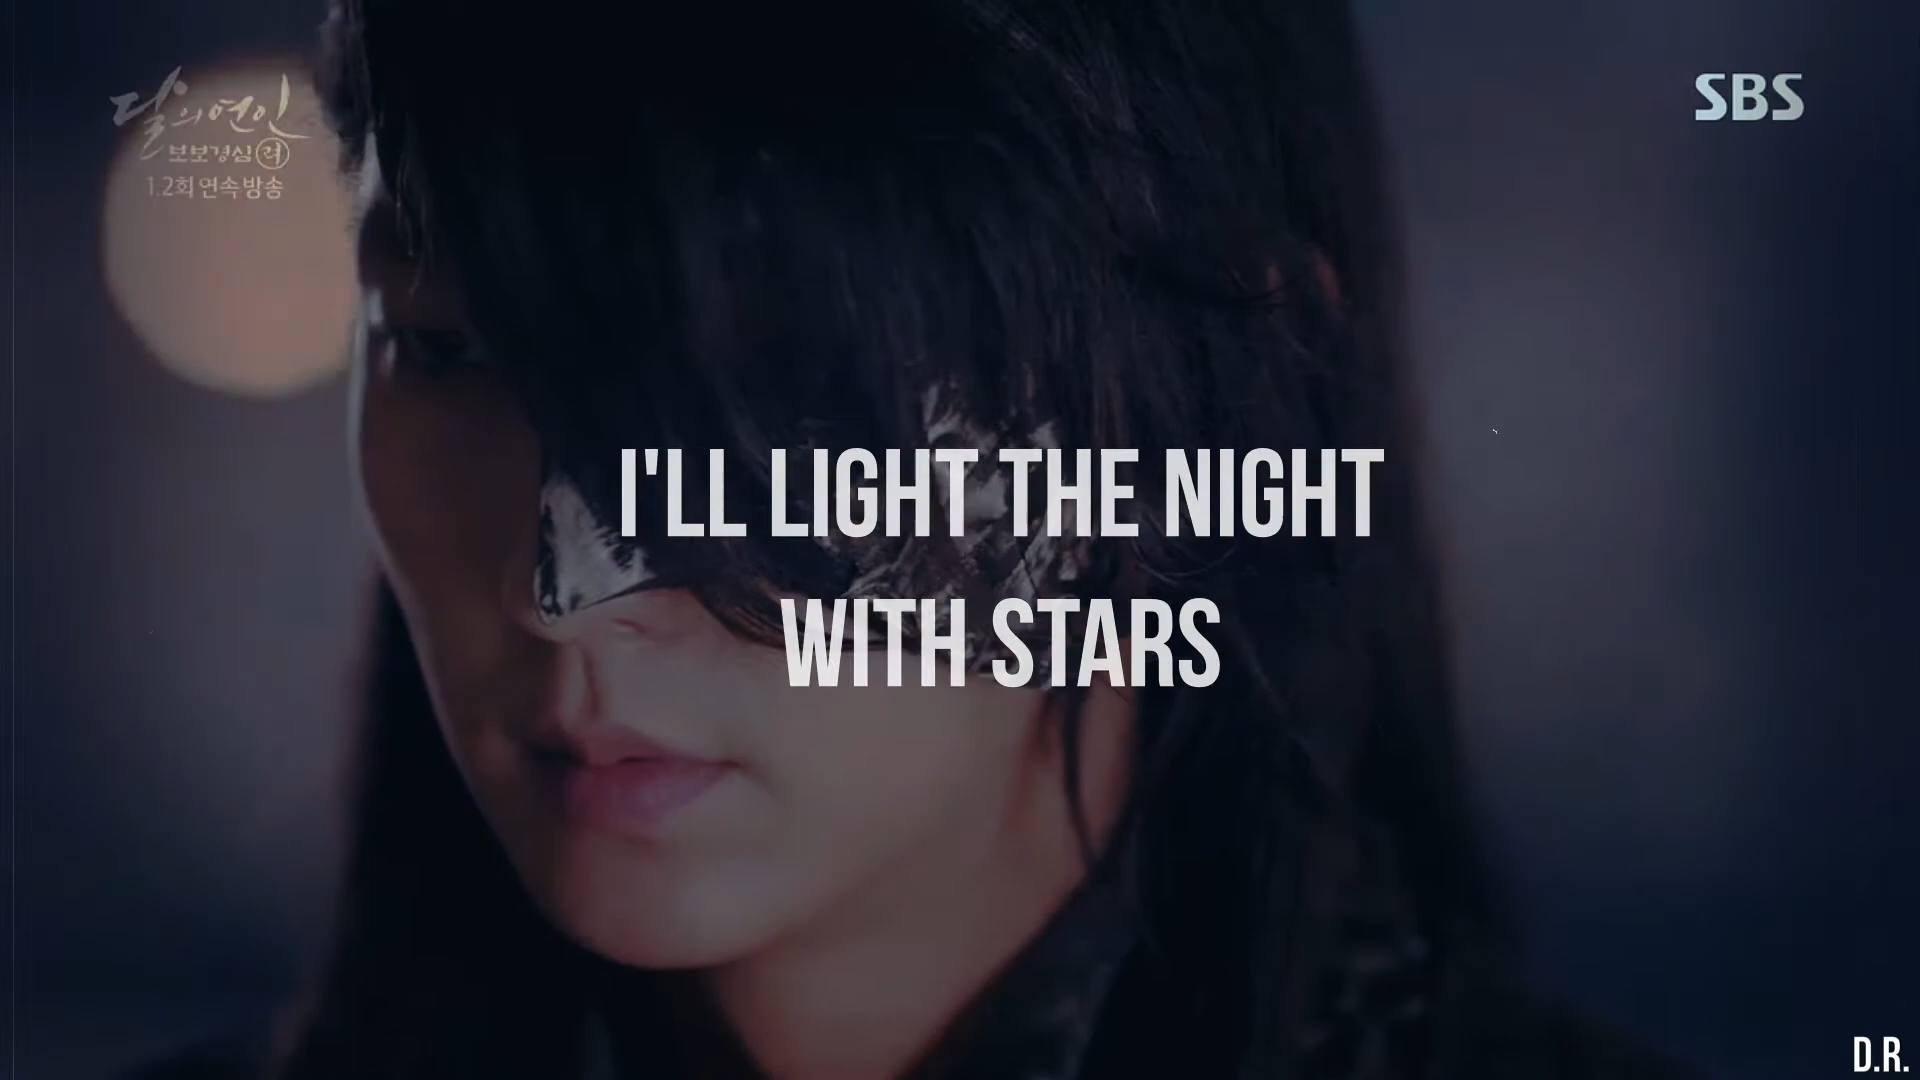 달의연인
보보경심 려
1.2회 연속 방송
SBS
I'LL LIGHT THE NIGHT
WITH STARS
D.R.